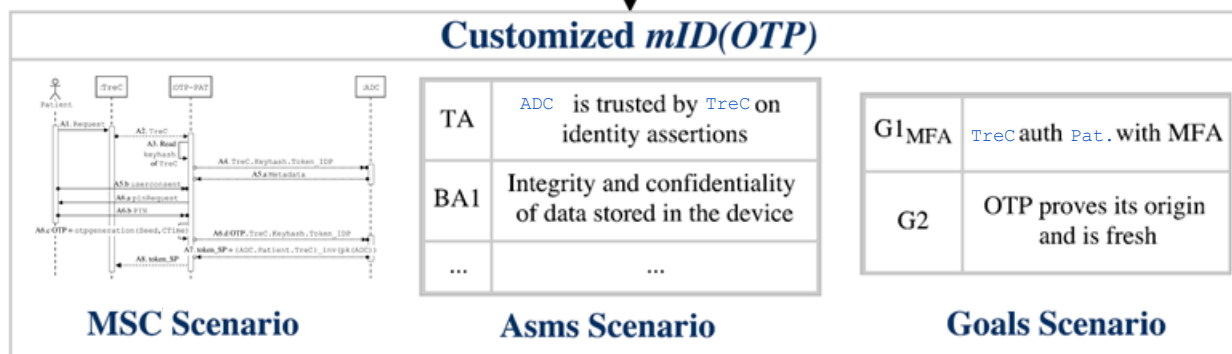 Customized mID(OTP)
:TreC
:OTP-PAT
:ADC
Patient
A1. Request
A2. TreC
A3. Read
keyhash
of TreC
A4. TreC.Keyhash.Token_IDP
A5.a Metadata
A5.b userconsent
A6.a pinRequest
A6.b PIN
A6.c OTP = otpgeneration(Seed,CTime)
A6.d OTP.TreC.Keyhash.Token_IDP
A7. token_SP = (ADC.Patient.TreC)_inv(pk(ADC))
A8. token_SP
MSC Scenario
TA
ADC is trusted by TreC on
identity assertions
BA1
Integrity and confidentiality
of data stored in the device
...
...
Asms Scenario
G1MFA
TreC auth Pat. with MFA
G2
OTP proves its origin
and is fresh
Goals Scenario